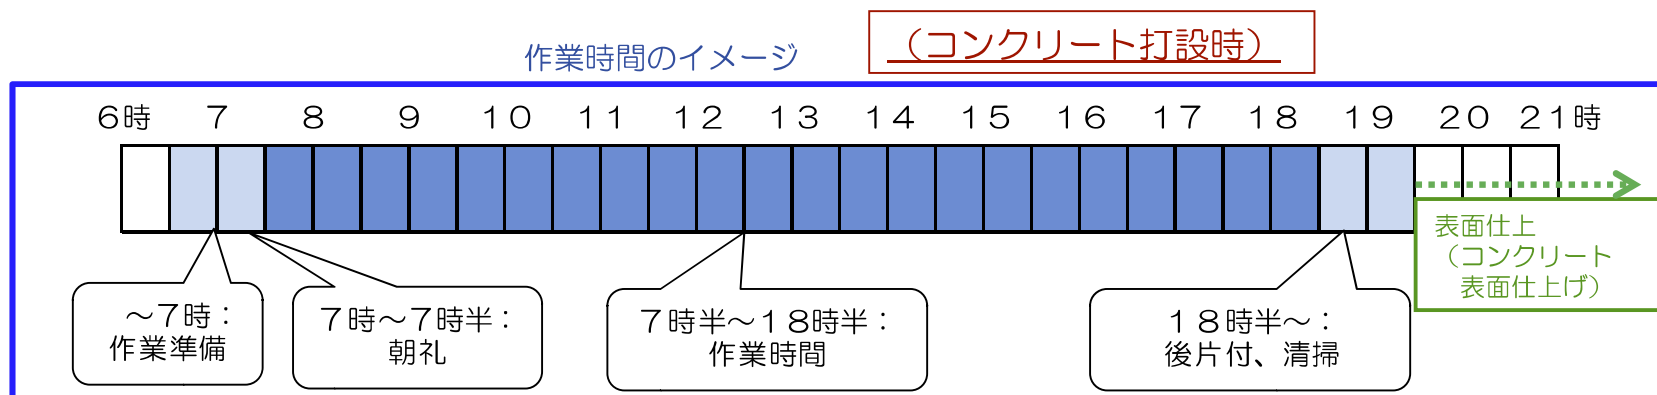 作業時間のイメージ
（コンクリート打設時）
６時 ７ ８ ９ １０ １１ １２ １３ １４ １５ １６ １７ １８ １９ ２０ ２１時
表面仕上
（コンクリート
表面仕上げ）
～７時：
作業準備
７時～７時半：
朝礼
７時半～１８時半：
作業時間
１８時半～：
後片付、清掃